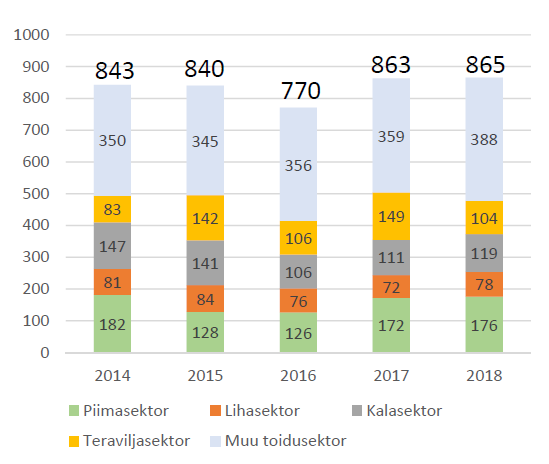 1000
900
800
700
600
500
400
300
200
100
0
843 840 770 863 865
350 345 356 359 388
83 142 106 149 104
147 141 106 111 119
81 84 76 72 78
182 128 126 172 176
2014 2015 2016 2017 2018
Piimasektor Lihasektor Kalasektor
Teraviljasektor Muu toidusektor